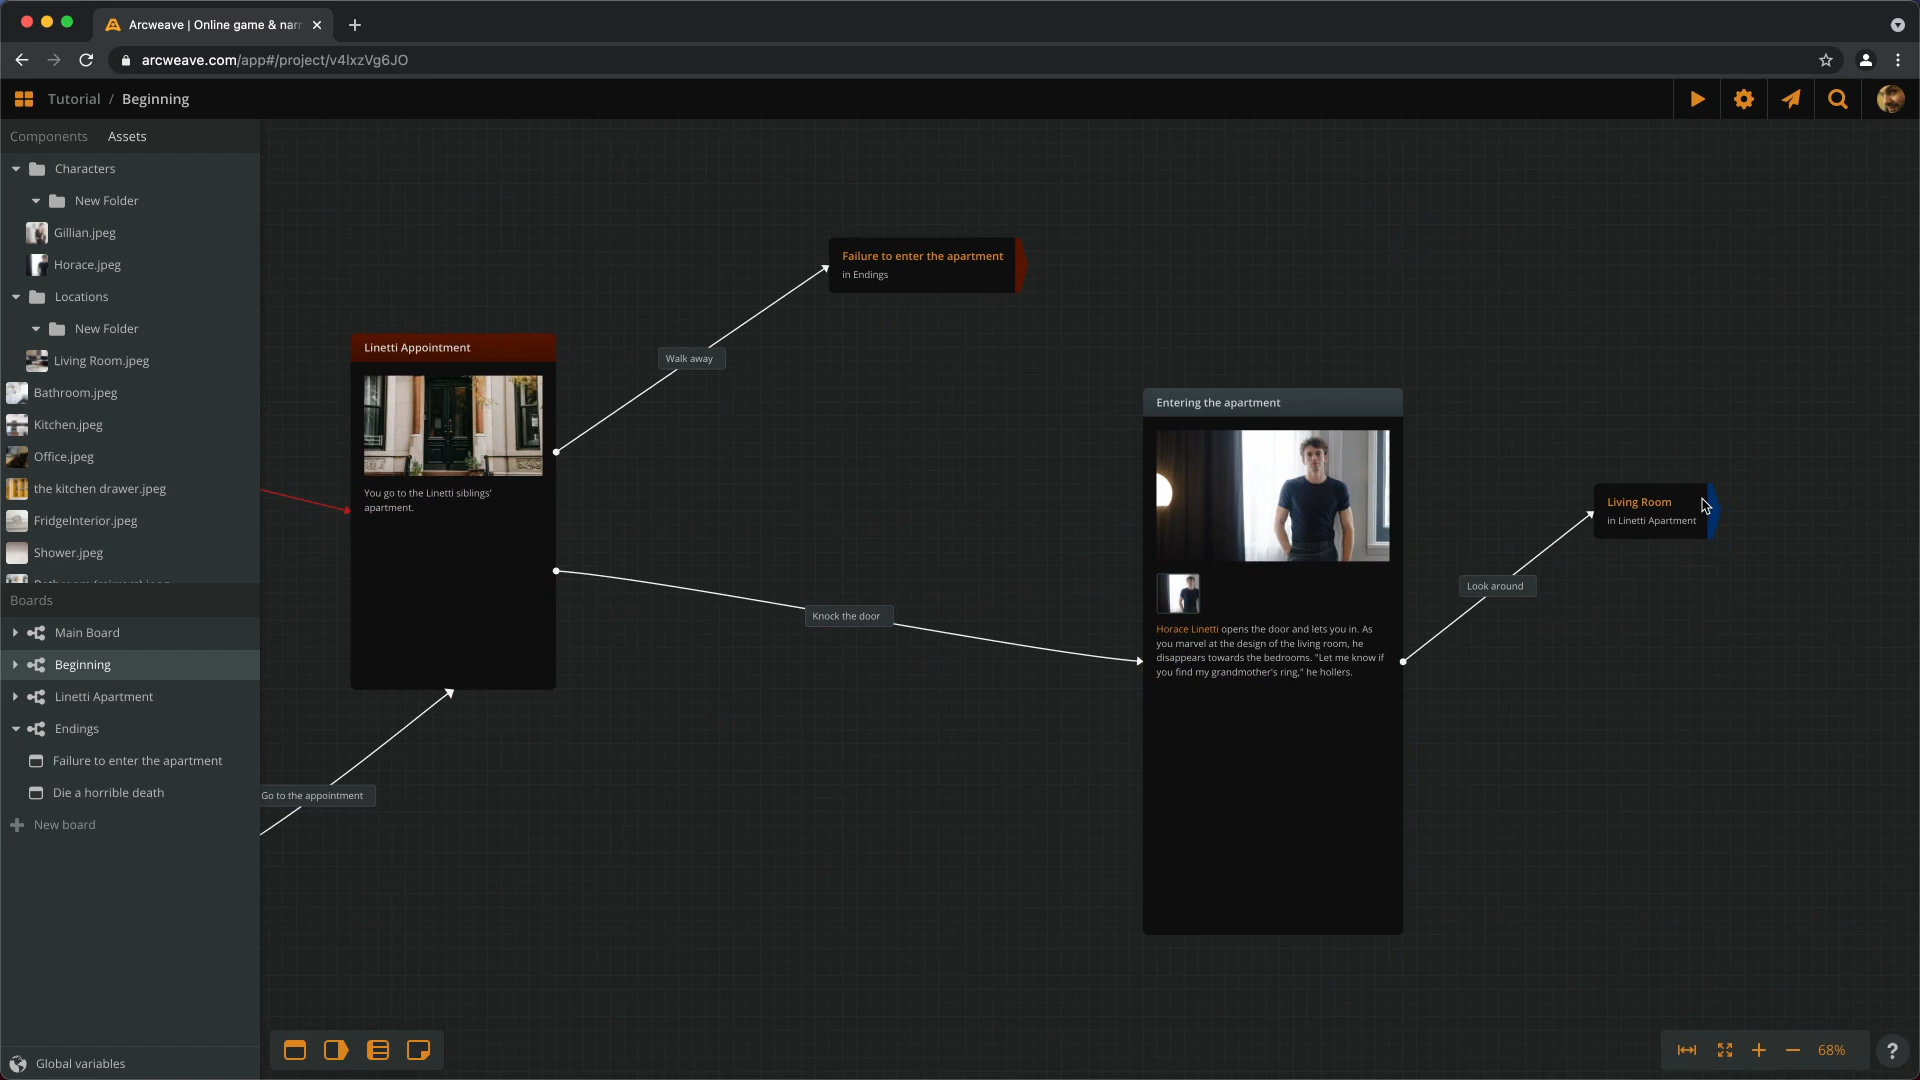 Arcweave | Online game & narr
arcweave.com/app#/project/v4lxzVg6JO
Tutorial / Beginning
Components Assets
Characters
New Folder
Gillian.jpeg
Horace.jpeg
Locations
New Folder
Living Room.jpeg
Bathroom.jpeg
Kitchen.jpeg
Office.jpeg
the kitchen drawer.jpeg
FridgeInterior.jpeg
Shower.jpeg
Boards
Main Board
Beginning
Linetti Apartment
Endings
Failure to enter the apartment
Die a horrible death
New board
Global variables
Failure to enter the apartment
in Endings
Walk away
Linetti Appointment
You go to the Linetti siblings'
apartment.
Knock the door
Go to the appointment
Entering the apartment
Horace Linetti opens the door and lets you in. As
you marvel at the design of the living room, he
disappears towards the bedrooms. "Let me know if
you find my grandmother's ring," he hollers.
Look around
Living Room
in Linetti Apartment
68%
?